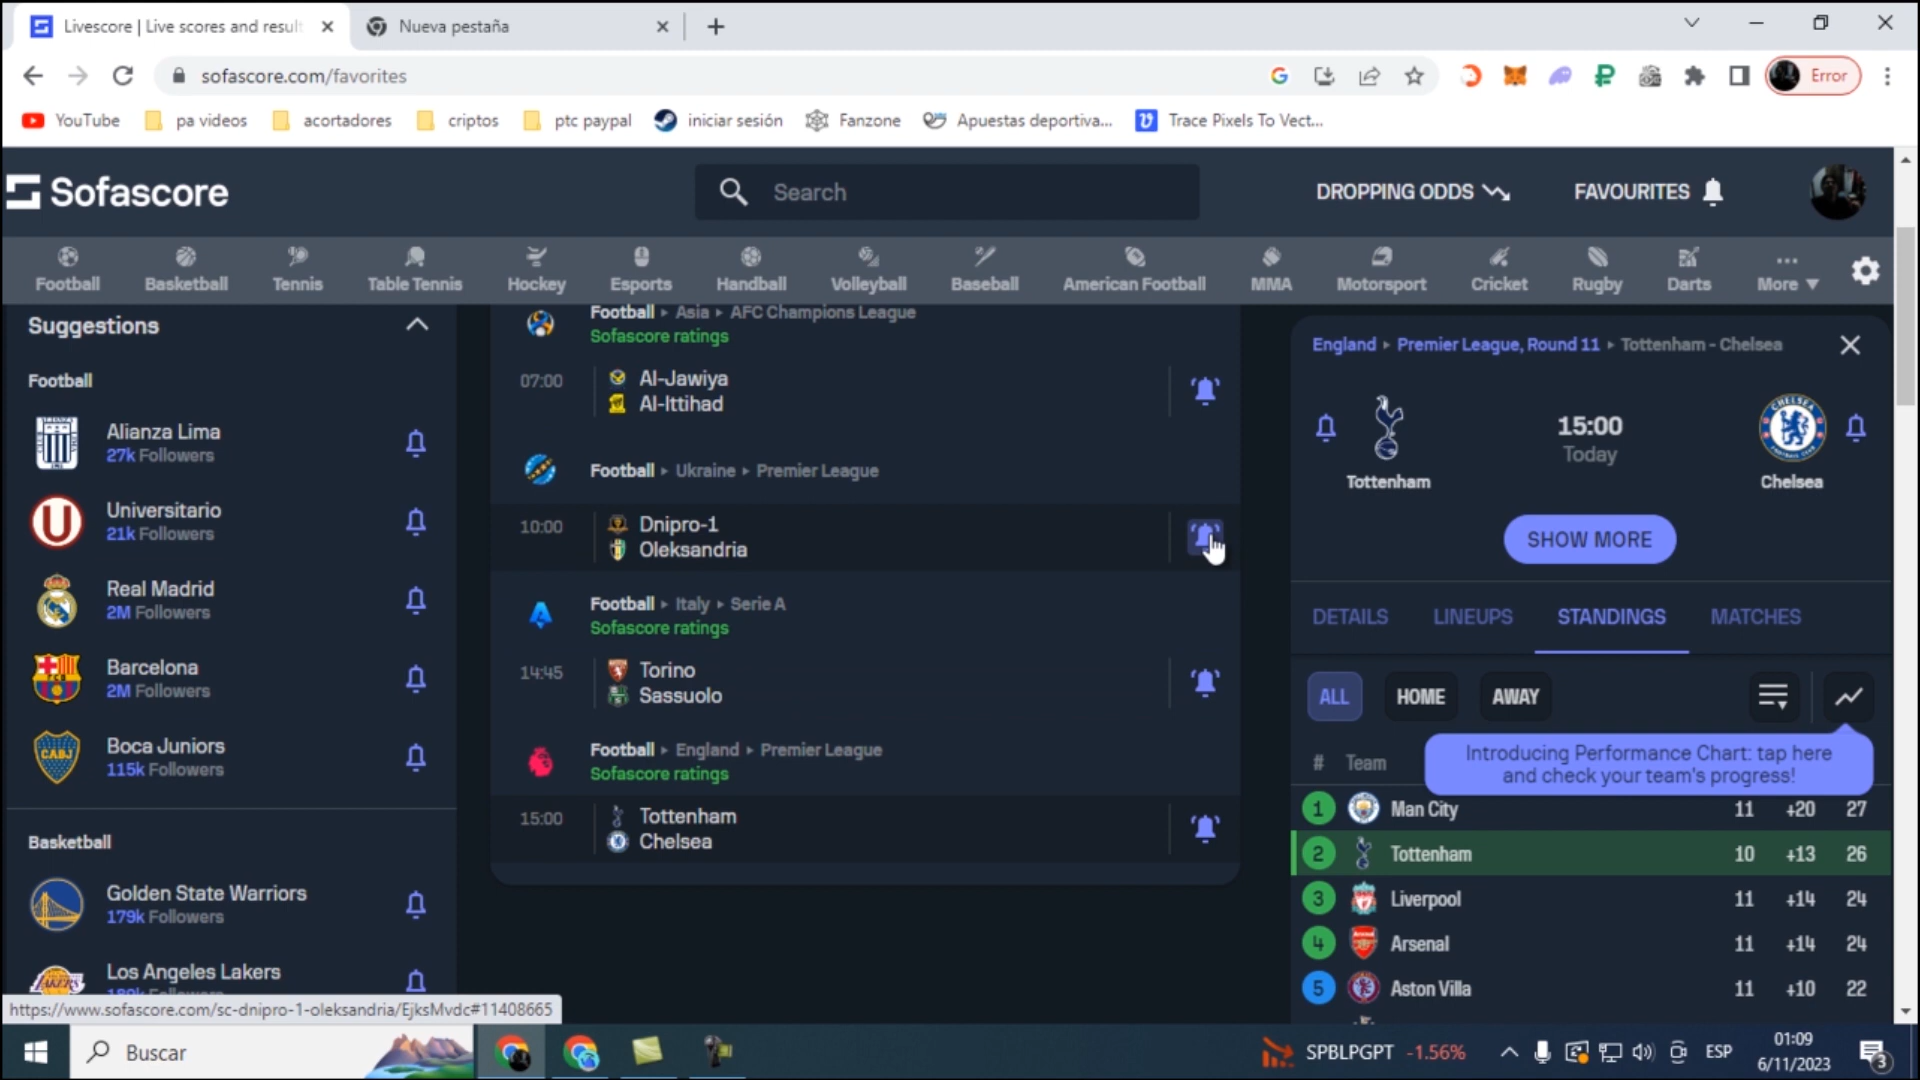 Livescore | Live scores and result
Nueva pestaña
sofascore.com/favorites
Error
YouTube
pa videos
acortadores
criptos
ptc paypal
iniciar sesión
Fanzone
Apuestas deportiva...
Trace Pixels To Vect...
Sofascore
Search
DROPPING ODDS
FAVOURITES
Football
Basketball
Tennis
Table Tennis
Hockey
Esports
Handball
Volleyball
Baseball
American Football
MMA
Motorsport
Cricket
Rugby
Darts
More
Suggestions
Football
Alianza Lima
27k Followers
Universitario
21k Followers
Real Madrid
2M Followers
Barcelona
2M Followers
Boca Juniors
115k Followers
Basketball
Golden State Warriors
179k Followers
Los Angeles Lakers
Football Asia AFC Champions League
Sofascore ratings
07:00
Al-Jawiya
Al-Ittihad
Football Ukraine Premier League
10:00
Dnipro-1
Oleksandria
Football Italy Serie A
Sofascore ratings
14:45
Torino
Sassuolo
Football England Premier League
Sofascore ratings
15:00
Tottenham
Chelsea
England Premier League, Round 11 Tottenham - Chelsea
15:00
Today
Tottenham
Chelsea
SHOW MORE
DETAILS
LINEUPS
STANDINGS
MATCHES
ALL
HOME
AWAY
Introducing Performance Chart: tap here
and check your team's progress!
# Team
1 Man City 11 +20 27
2 Tottenham 10 +13 26
3 Liverpool 11 +14 24
4 Arsenal 11 +14 24
5 Aston Villa 11 +10 22
https://www.sofascore.com/sc-dnipro-1-oleksandria/EjksMvdc#11408665
Buscar
SPBLPGPT -1.56%
ESP
01:09
6/11/2023
3